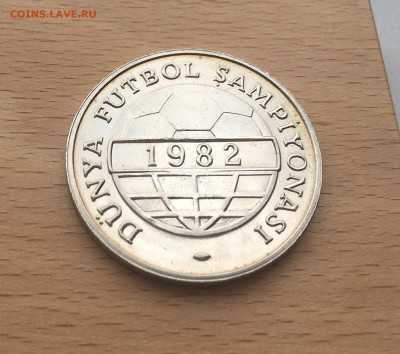 COINS.LAVE.RU
DÜNYA FUTBOL ŞAMPİYONASI
1982